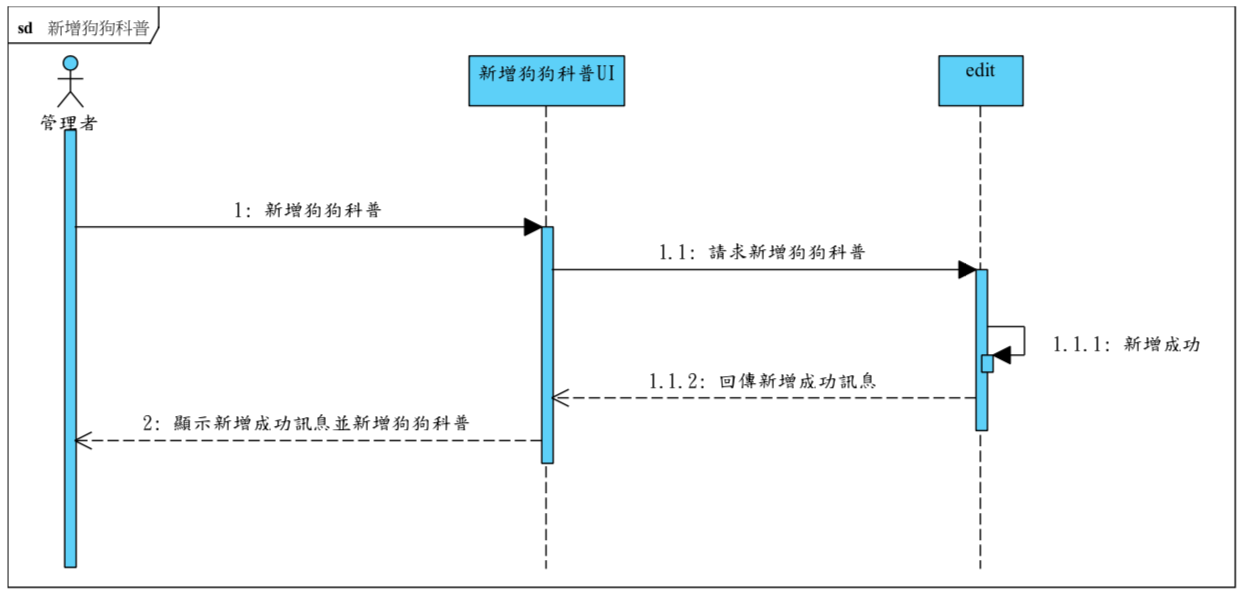 sd 新增狗狗科普
管理者
新增狗狗科普UI
edit
1: 新增狗狗科普
1.1: 請求新增狗狗科普
1.1.1: 新增成功
1.1.2: 回傳新增成功訊息
2: 顯示新增成功訊息並新增狗狗科普